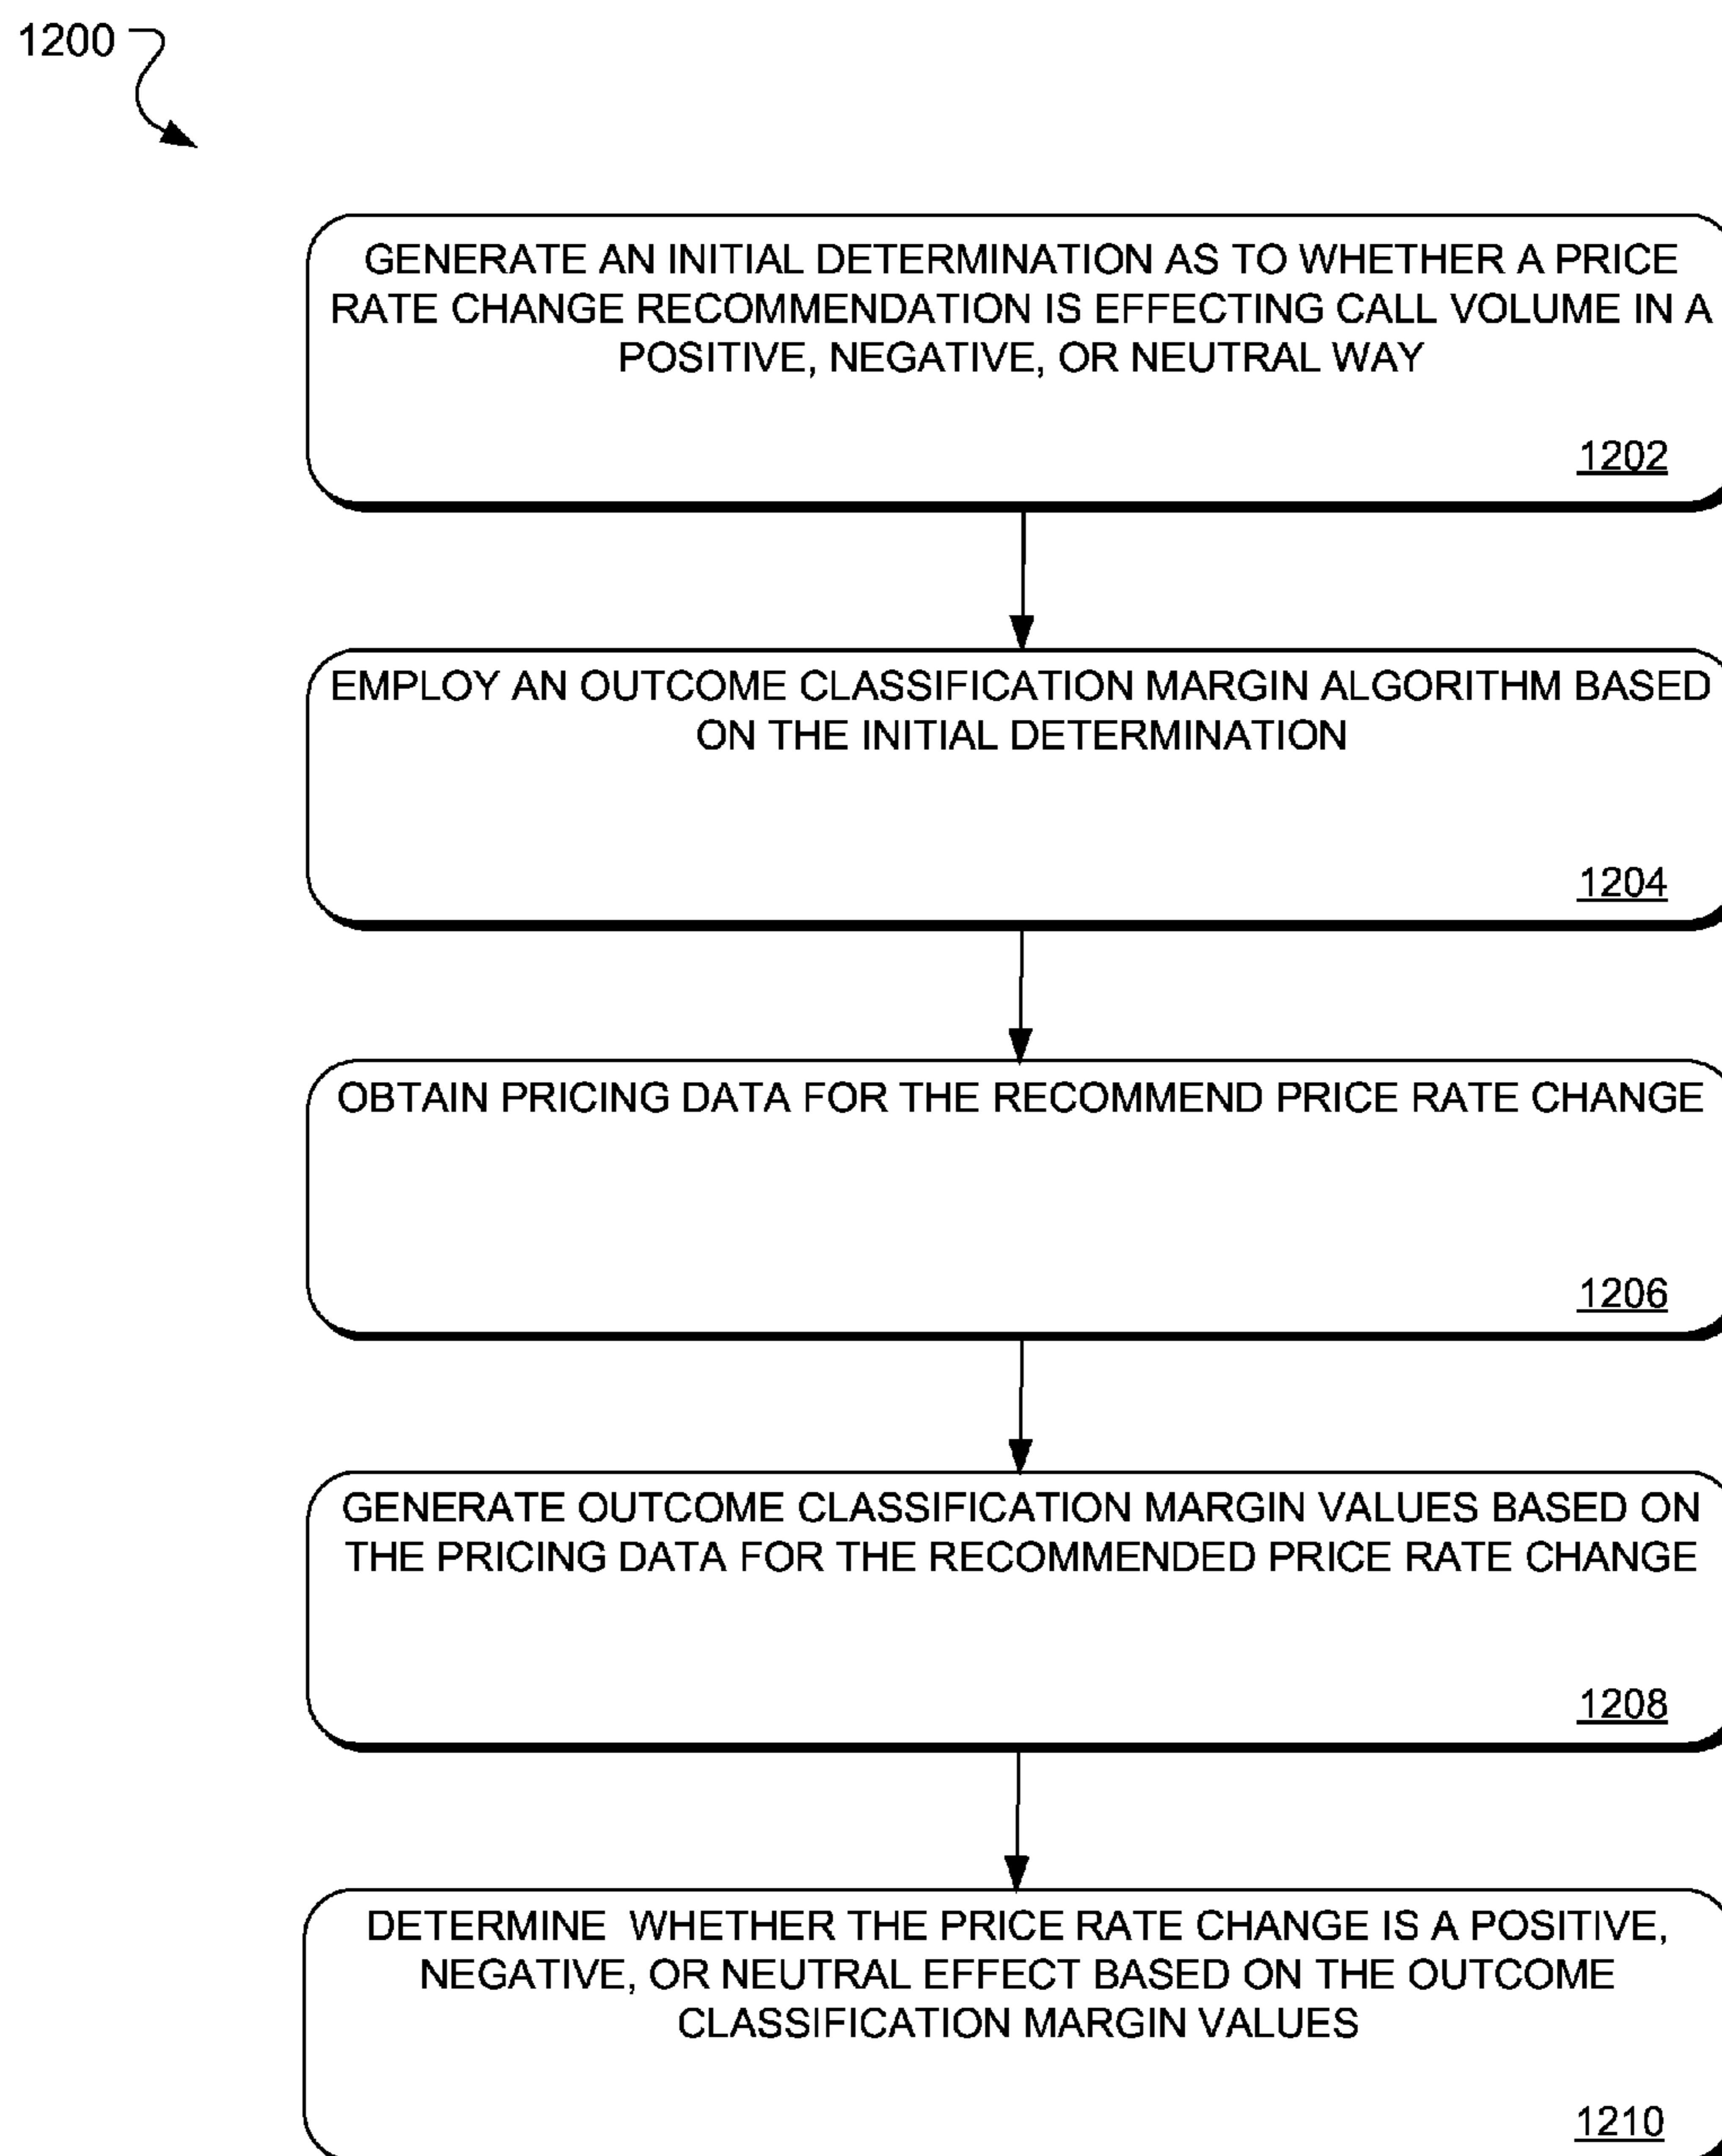 1200
GENERATE AN INITIAL DETERMINATION AS TO WHETHER A PRICE
RATE CHANGE RECOMMENDATION IS EFFECTING CALL VOLUME IN A
POSITIVE, NEGATIVE, OR NEUTRAL WAY
1202
EMPLOY AN OUTCOME CLASSIFICATION MARGIN ALGORITHM BASED
ON THE INITIAL DETERMINATION
1204
OBTAIN PRICING DATA FOR THE RECOMMEND PRICE RATE CHANGE
1206
GENERATE OUTCOME CLASSIFICATION MARGIN VALUES BASED ON
THE PRICING DATA FOR THE RECOMMENDED PRICE RATE CHANGE
1208
DETERMINE WHETHER THE PRICE RATE CHANGE IS A POSITIVE,
NEGATIVE, OR NEUTRAL EFFECT BASED ON THE OUTCOME
CLASSIFICATION MARGIN VALUES
1210